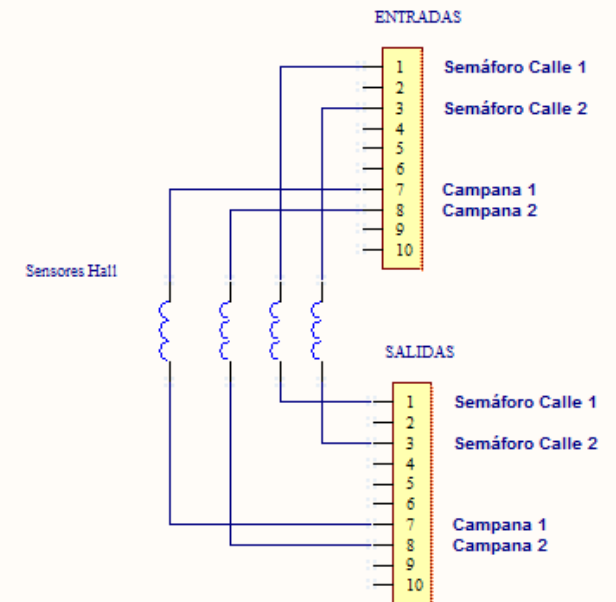 ENTRADAS
1 Semáforo Calle 1
2
3 Semáforo Calle 2
4
5
6
7 Campana 1
8 Campana 2
9
10
Sensores Hall
SALIDAS
1 Semáforo Calle 1
2
3 Semáforo Calle 2
4
5
6
7 Campana 1
8 Campana 2
9
10